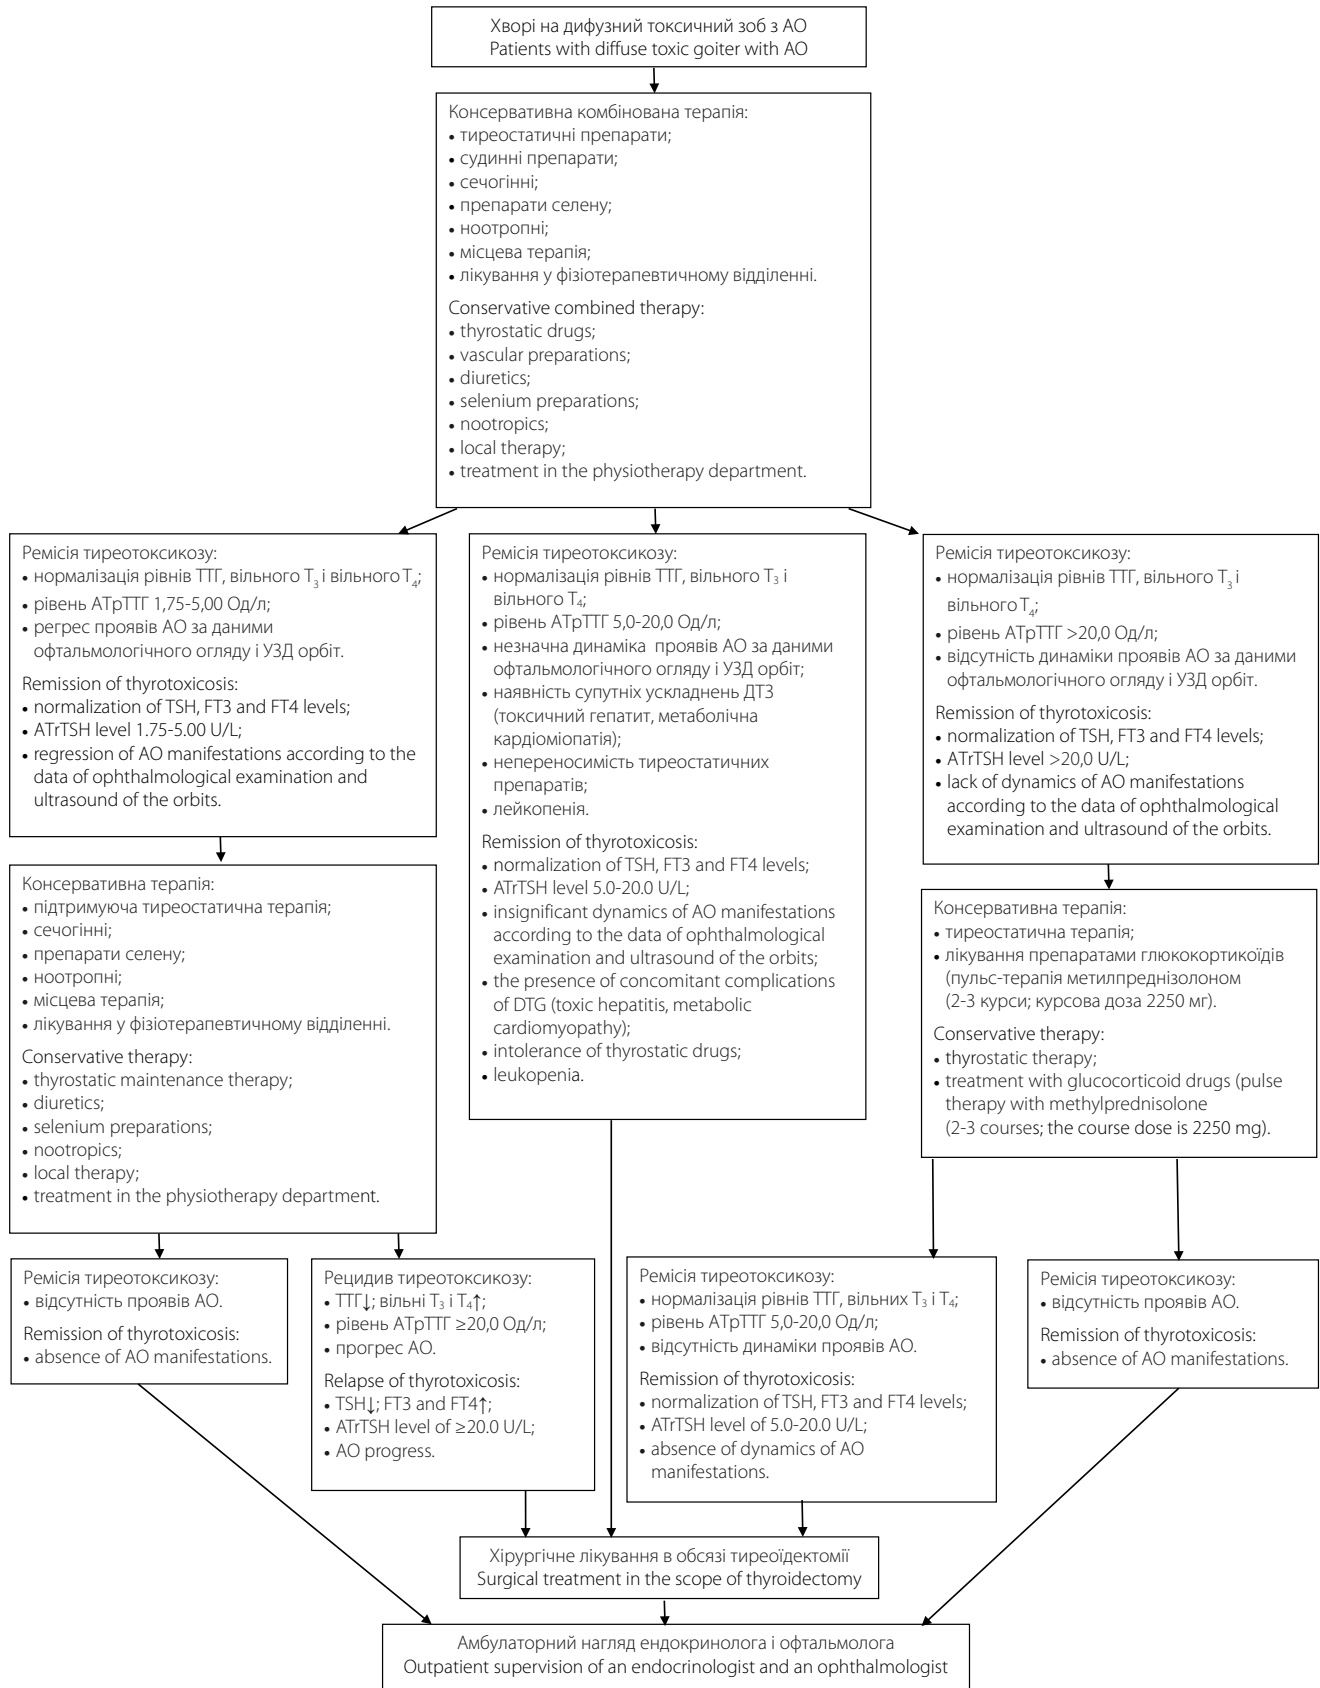 Хворі на дифузний токсичний зоб з АО
Patients with diffuse toxic goiter with AO
Консервативна комбінована терапія:
• тиреостатичні препарати;
• судинні препарати;
• сечогінні;
• препарати селену;
• ноотропні;
• місцева терапія;
• лікування у фізіотерапевтичному відділенні.
Conservative combined therapy:
• thyrostatic drugs;
• vascular preparations;
• diuretics;
• selenium preparations;
• nootropics;
• local therapy;
• treatment in the physiotherapy department.
Ремісія тиреотоксикозу:
• нормалізація рівнів ТТГ, вільного Т₃ і вільного Т₄;
• рівень АТрТТГ 1,75-5,00 Од/л;
• регрес проявів АО за даними
офтальмологічного огляду і УЗД орбіт.
Remission of thyrotoxicosis:
• normalization of TSH, FT3 and FT4 levels;
• ATrTSH level 1.75-5.00 U/L;
• regression of AO manifestations according to the
data of ophthalmological examination and
ultrasound of the orbits.
Ремісія тиреотоксикозу:
• нормалізація рівнів ТТГ, вільного Т₃ і
вільного Т₄;
• рівень АТрТТГ 5,0-20,0 Од/л;
• незначна динаміка проявів АО за даними
офтальмологічного огляду і УЗД орбіт;
• наявність супутніх ускладнень ДТЗ
(токсичний гепатит, метаболічна
кардіоміопатія);
• непереносимість тиреостатичних
препаратів;
• лейкопенія.
Remission of thyrotoxicosis:
• normalization of TSH, FT3 and FT4 levels;
• ATrTSH level 5.0-20.0 U/L;
• insignificant dynamics of AO manifestations
according to the data of ophthalmological
examination and ultrasound of the orbits;
• the presence of concomitant complications
of DTG (toxic hepatitis, metabolic
cardiomyopathy);
• intolerance of thyrostatic drugs;
• leukopenia.
Ремісія тиреотоксикозу:
• нормалізація рівнів ТТГ, вільного Т₃ і
вільного Т₄;
• рівень АТрТТГ >20,0 Од/л;
• відсутність динаміки проявів АО за даними
офтальмологічного огляду і УЗД орбіт.
Remission of thyrotoxicosis:
• normalization of TSH, FT3 and FT4 levels;
• ATrTSH level >20,0 U/L;
• lack of dynamics of AO manifestations
according to the data of ophthalmological
examination and ultrasound of the orbits.
Консервативна терапія:
• підтримуюча тиреостатична терапія;
• сечогінні;
• препарати селену;
• ноотропні;
• місцева терапія;
• лікування у фізіотерапевтичному відділенні.
Conservative therapy:
• thyrostatic maintenance therapy;
• diuretics;
• selenium preparations;
• nootropics;
• local therapy;
• treatment in the physiotherapy department.
Консервативна терапія:
• тиреостатична терапія;
• лікування препаратами глюкокортикоїдів
(пульс-терапія метилпреднізолоном
(2-3 курси; курсова доза 2250 мг).
Conservative therapy:
• thyrostatic therapy;
• treatment with glucocorticoid drugs (pulse
therapy with methylprednisolone
(2-3 courses; the course dose is 2250 mg).
Ремісія тиреотоксикозу:
• відсутність проявів АО.
Remission of thyrotoxicosis:
• absence of AO manifestations.
Рецидив тиреотоксикозу:
• ТТГ↓; вільні Т₃ і Т₄↑;
• рівень АТрТТГ ≥20,0 Од/л;
• прогрес АО.
Relapse of thyrotoxicosis:
• TSH↓; FT3 and FT4↑;
• ATrTSH level of ≥20.0 U/L;
• AO progress.
Ремісія тиреотоксикозу:
• нормалізація рівнів ТТГ, вільних Т₃ і Т₄;
• рівень АТрТТГ 5,0-20,0 Од/л;
• відсутність динаміки проявів АО.
Remission of thyrotoxicosis:
• normalization of TSH, FT3 and FT4 levels;
• ATrTSH level of 5.0-20.0 U/L;
• absence of dynamics of AO
manifestations.
Ремісія тиреотоксикозу:
• відсутність проявів АО.
Remission of thyrotoxicosis:
• absence of AO manifestations.
Хірургічне лікування в обсязі тиреоїдектомії
Surgical treatment in the scope of thyroidectomy
Амбулаторний нагляд ендокринолога і офтальмолога
Outpatient supervision of an endocrinologist and an ophthalmologist